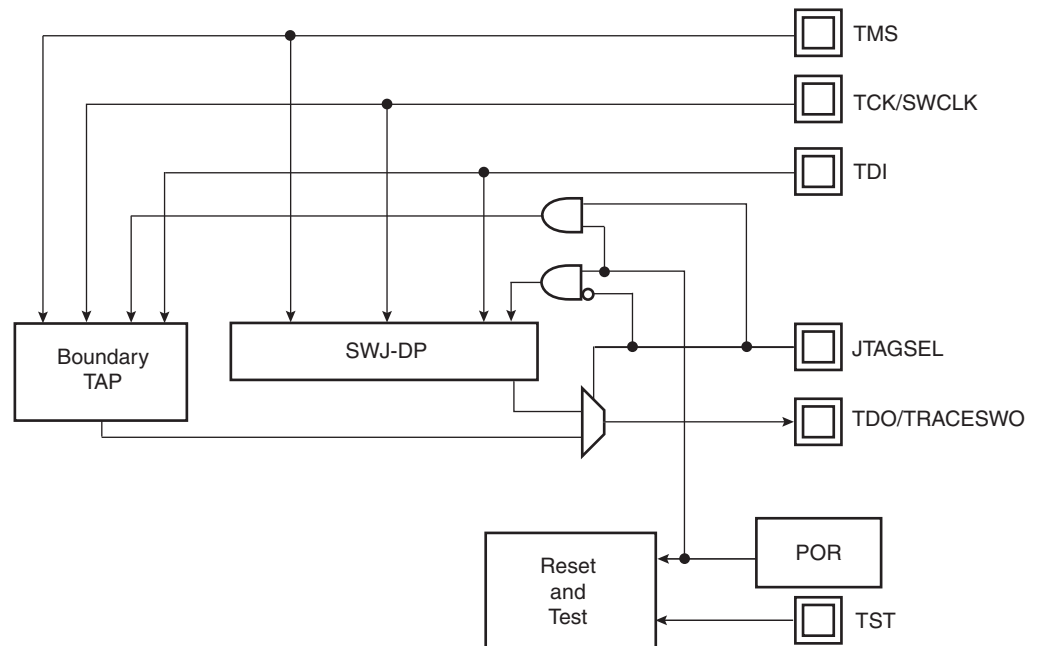 TMS
TCK/SWCLK
TDI
JTAGSEL
Boundary
TAP
SWJ-DP
TDO/TRACESWO
POR
Reset
and
Test
TST